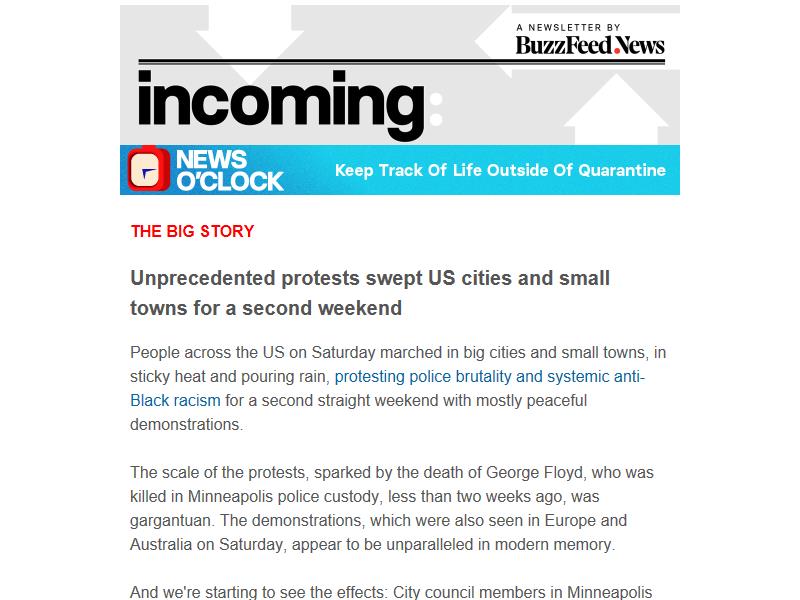 A NEWSLETTER BY
BuzzFeed.News
incoming:
NEWS
O'CLOCK
Keep Track Of Life Outside Of Quarantine
THE BIG STORY
Unprecedented protests swept US cities and small
towns for a second weekend
People across the US on Saturday marched in big cities and small towns, in
sticky heat and pouring rain, protesting police brutality and systemic anti-
Black racism for a second straight weekend with mostly peaceful
demonstrations.
The scale of the protests, sparked by the death of George Floyd, who was
killed in Minneapolis police custody, less than two weeks ago, was
gargantuan. The demonstrations, which were also seen in Europe and
Australia on Saturday, appear to be unparalleled in modern memory.
And we're starting to see the effects: City council members in Minneapolis